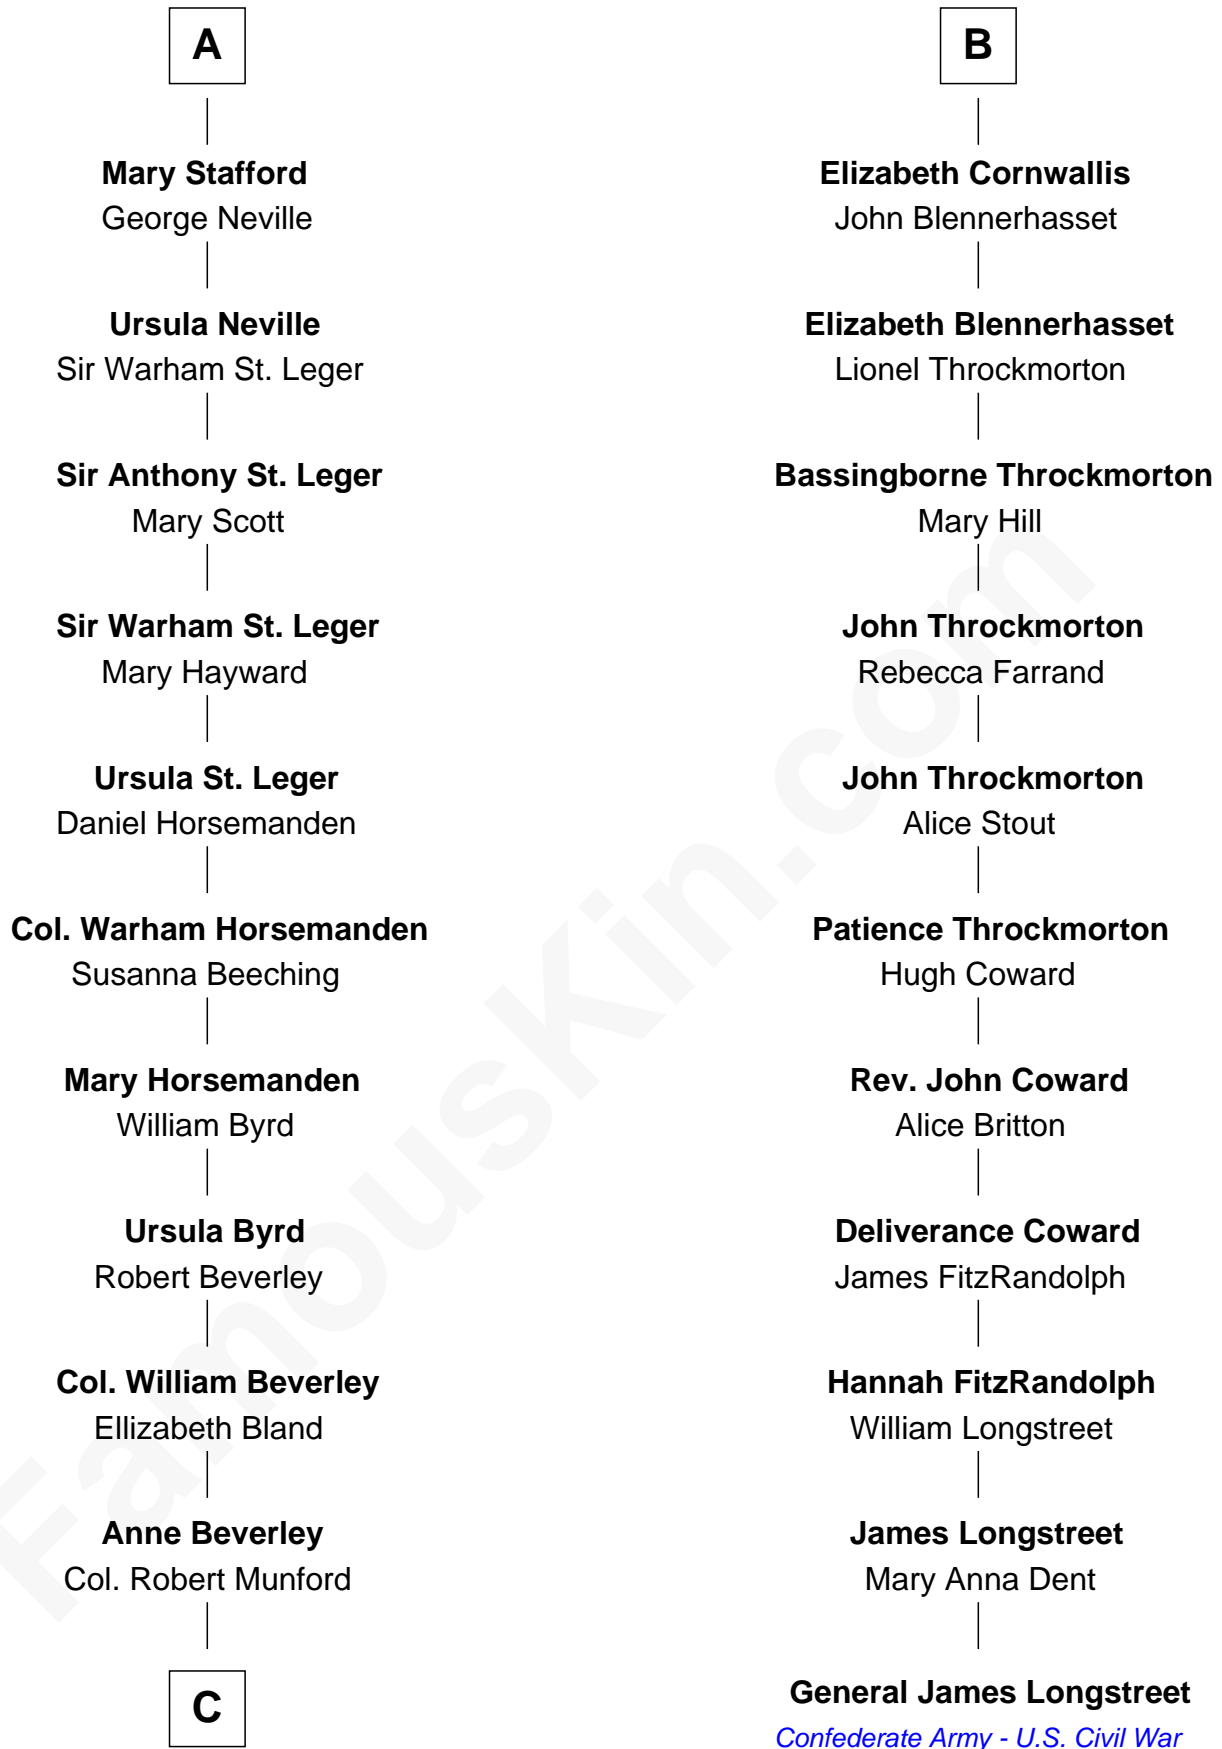 A
Mary Stafford
George Neville
Ursula Neville
Sir Warham St. Leger
Sir Anthony St. Leger
Mary Scott
Sir Warham St. Leger
Mary Hayward
Ursula St. Leger
Daniel Horsemanden
Col. Warham Horsemanden
Susanna Beeching
Mary Horsemanden
William Byrd
Ursula Byrd
Robert Beverley
Col. William Beverley
Ellizabeth Bland
Anne Beverley
Col. Robert Munford
C
B
Elizabeth Cornwallis
John Blennerhasset
Elizabeth Blennerhasset
Lionel Throckmorton
Bassingborne Throckmorton
Mary Hill
John Throckmorton
Rebecca Farrand
John Throckmorton
Alice Stout
Patience Throckmorton
Hugh Coward
Rev. John Coward
Alice Britton
Deliverance Coward
James FitzRandolph
Hannah FitzRandolph
William Longstreet
James Longstreet
Mary Anna Dent
General James Longstreet
Confederate Army - U.S. Civil War
FamousKin.com